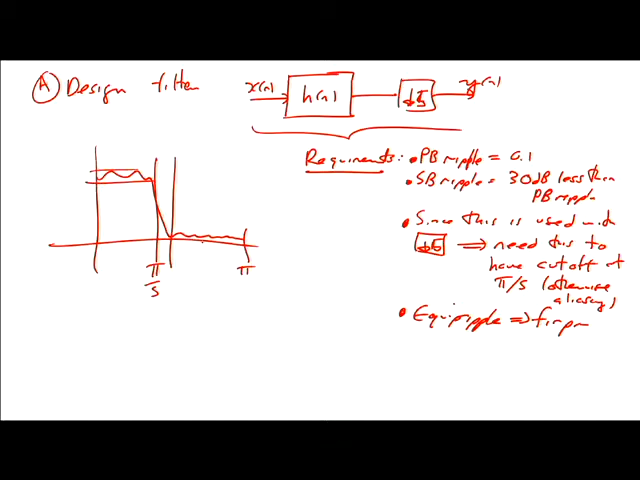 A Design filter
x(n) h(n) ↓5 y(n)
Requirements: • PB ripple = 0.1
• SB ripple = 30dB less than
PB ripple
• Since this is used with
↓5 ⇒ need this to
have cutoff at
π/5 (otherwise
aliasing)
• Equiripple ⇒ firpm
π/5
π